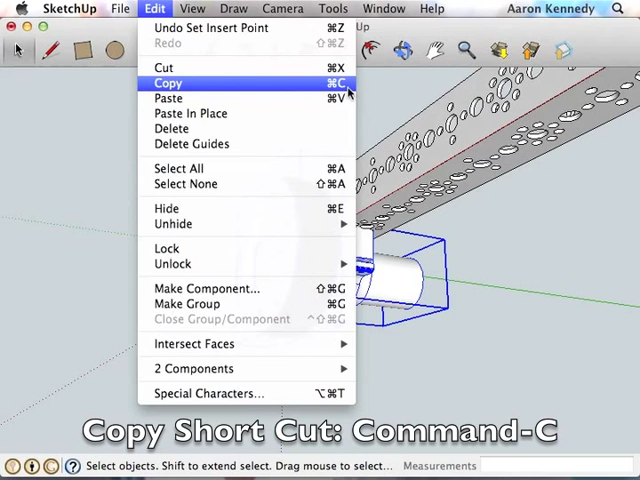 SketchUp File Edit View Draw Camera Tools Window Help Aaron Kennedy
Up
Undo Set Insert Point ⌘Z
Redo ⇧⌘Z
Cut ⌘X
Copy ⌘C
Paste ⌘V
Paste In Place
Delete
Delete Guides
Select All ⌘A
Select None ⇧⌘A
Hide ⌘E
Unhide
Lock
Unlock
Make Component... ⇧⌘G
Make Group ⌘G
Close Group/Component ^⇧⌘G
Intersect Faces
2 Components
Special Characters... ⌥⌘T
Copy Short Cut: Command-C
Select objects. Shift to extend select. Drag mouse to select... Measurements